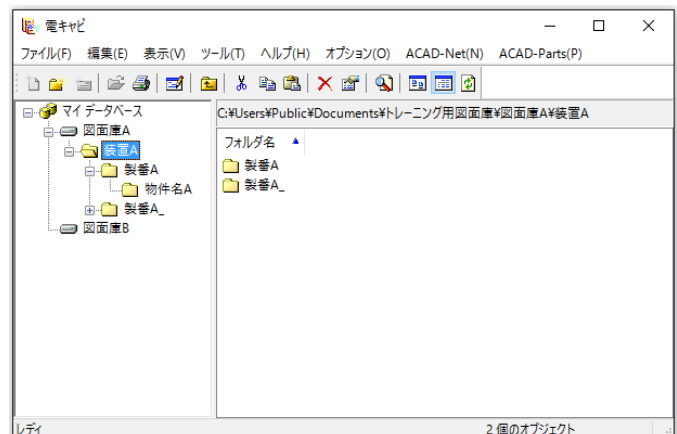 電キャビ
ファイル(F) 編集(E) 表示(V) ツール(T) ヘルプ(H) オプション(O) ACAD-Net(N) ACAD-Parts(P)
マイ データベース
図面庫A
装置A
製番A
物件名A
製番A_
図面庫B
C:¥Users¥Public¥Documents¥トレーニング用図面庫¥図面庫A¥装置A
フォルダ名
製番A
製番A_
レディ
2 個のオブジェクト